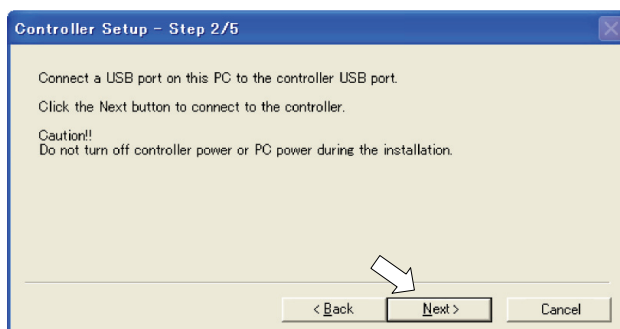 Controller Setup - Step 2/5
Connect a USB port on this PC to the controller USB port.
Click the Next button to connect to the controller.
Caution!!
Do not turn off controller power or PC power during the installation.
< Back
Next >
Cancel